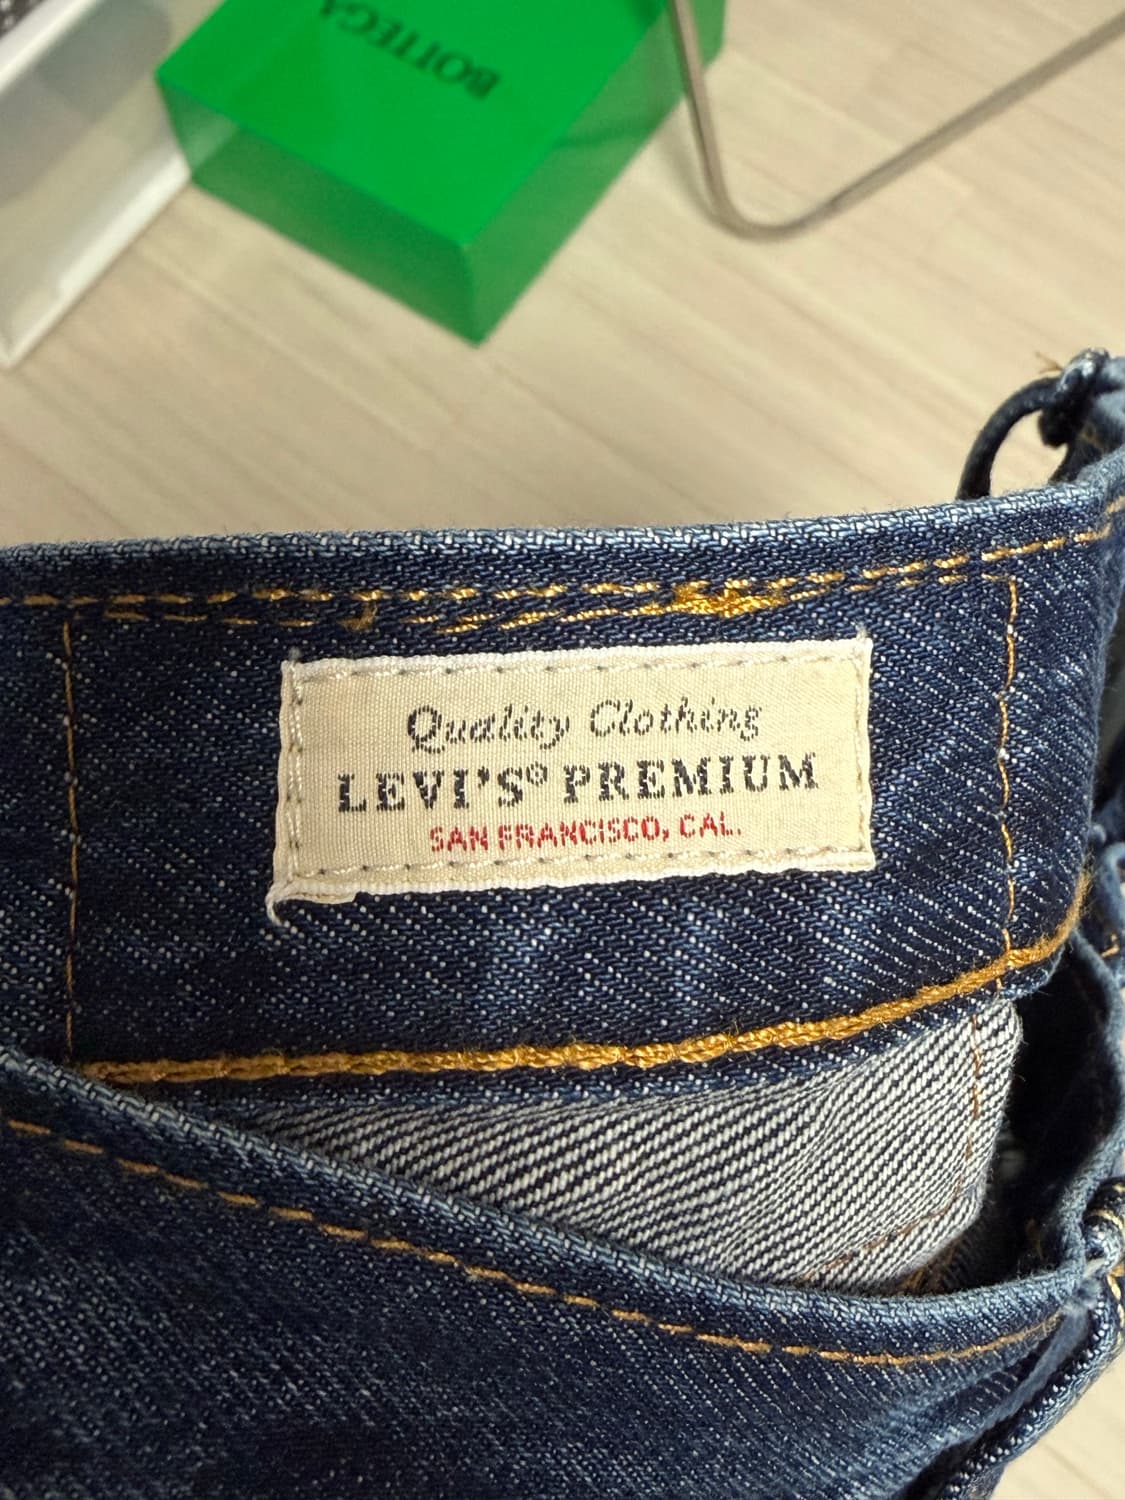 BOTTEGA
Quality Clothing
LEVI'S® PREMIUM
SAN FRANCISCO, CAL.